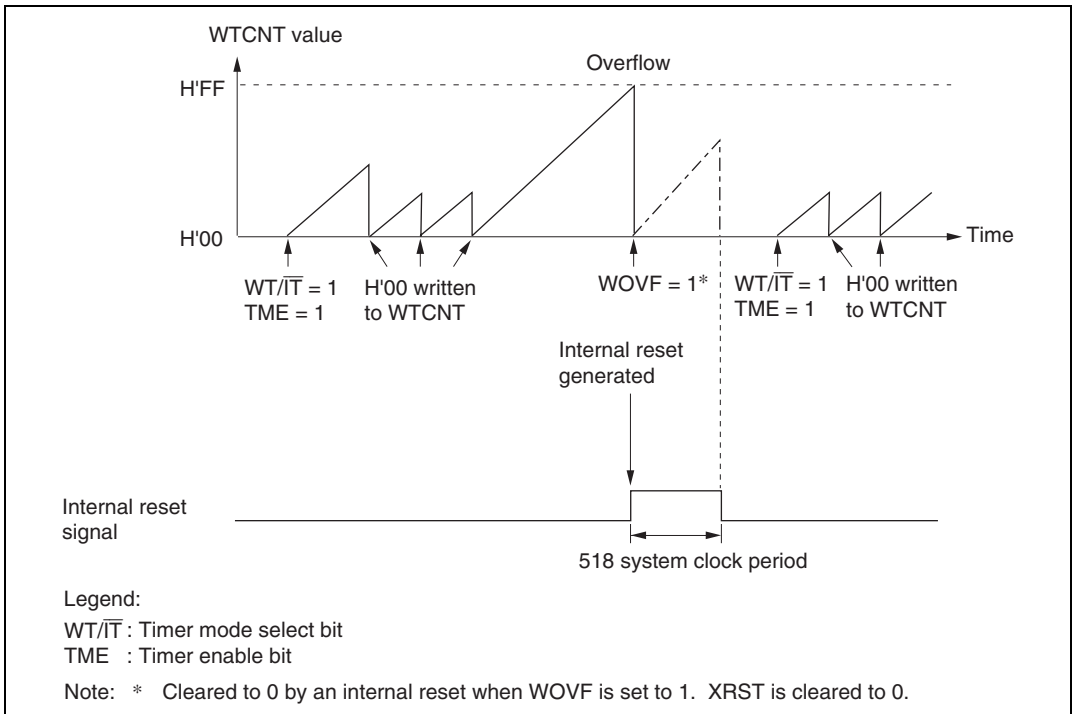 WTCNT value
Overflow
H'FF
H'00
Time
WT/I̅T̅ = 1
TME = 1
H'00 written
to WTCNT
WOVF = 1*
WT/I̅T̅ = 1
TME = 1
H'00 written
to WTCNT
Internal reset
generated
Internal reset
signal
518 system clock period
Legend:
WT/I̅T̅ : Timer mode select bit
TME : Timer enable bit
Note: * Cleared to 0 by an internal reset when WOVF is set to 1. XRST is cleared to 0.